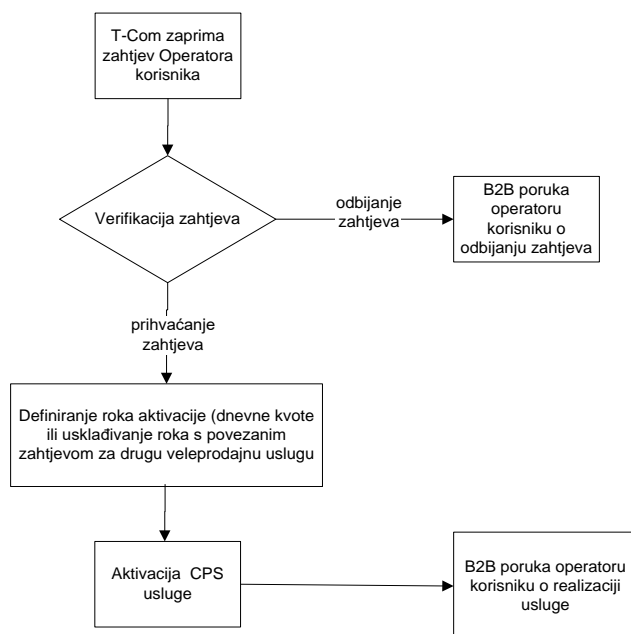 T-Com zaprima
zahtjev Operatora
korisnika
Verifikacija zahtjeva
odbijanje
zahtjeva
B2B poruka
operatoru
korisniku o
odbijanju zahtjeva
prihvaćanje
zahtjeva
Definiranje roka aktivacije (dnevne kvote
ili usklađivanje roka s povezanim
zahtjevom za drugu veleprodajnu uslugu
Aktivacija CPS
usluge
B2B poruka operatoru
korisniku o realizaciji
usluge